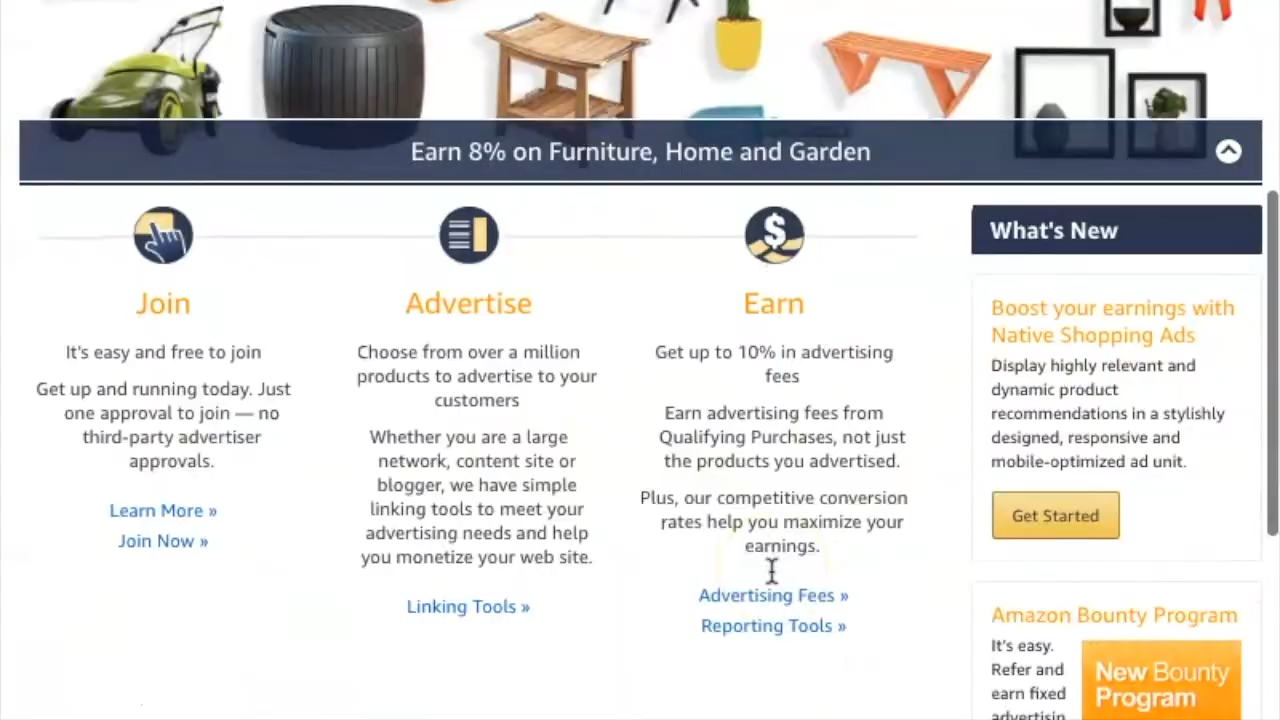 Earn 8% on Furniture, Home and Garden
Join
It's easy and free to join
Get up and running today. Just
one approval to join — no
third-party advertiser
approvals.
Learn More »
Join Now »
Advertise
Choose from over a million
products to advertise to your
customers
Whether you are a large
network, content site or
blogger, we have simple
linking tools to meet your
advertising needs and help
you monetize your web site.
Linking Tools »
Earn
Get up to 10% in advertising
fees
Earn advertising fees from
Qualifying Purchases, not just
the products you advertised.
Plus, our competitive conversion
rates help you maximize your
earnings.
Advertising Fees »
Reporting Tools »
What's New
Boost your earnings with
Native Shopping Ads
Display highly relevant and
dynamic product
recommendations in a stylishly
designed, responsive and
mobile-optimized ad unit.
Get Started
Amazon Bounty Program
It's easy.
Refer and
earn fixed
advertisin
New Bounty
Program